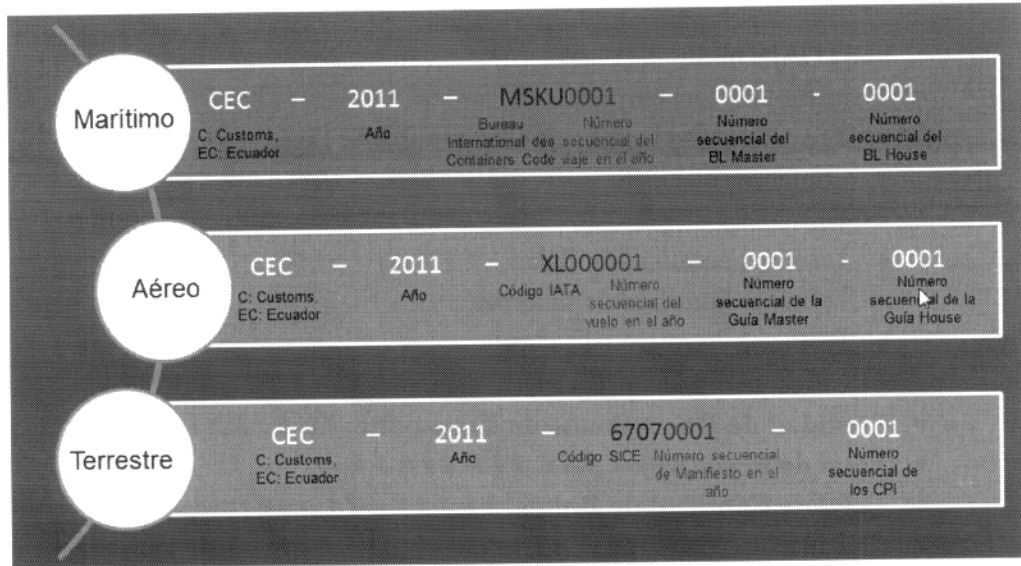 Marítimo
CEC – 2011 – MSKU0001 – 0001 - 0001
C: Customs,
EC: Ecuador
Año
Bureau
International des
Containers Code
Número
secuencial del
viaje en el año
Número
secuencial del
BL Master
Número
secuencial del
BL House
Aéreo
CEC – 2011 – XL000001 – 0001 - 0001
C: Customs,
EC: Ecuador
Año
Código IATA
Número
secuencial del
vuelo en el año
Número
secuencial de la
Guía Master
Número
secuencial de la
Guía House
Terrestre
CEC – 2011 – 67070001 – 0001
C: Customs,
EC: Ecuador
Año
Código SICE
Número secuencial
de Manifiesto en el
año
Número
secuencial de
los CPI